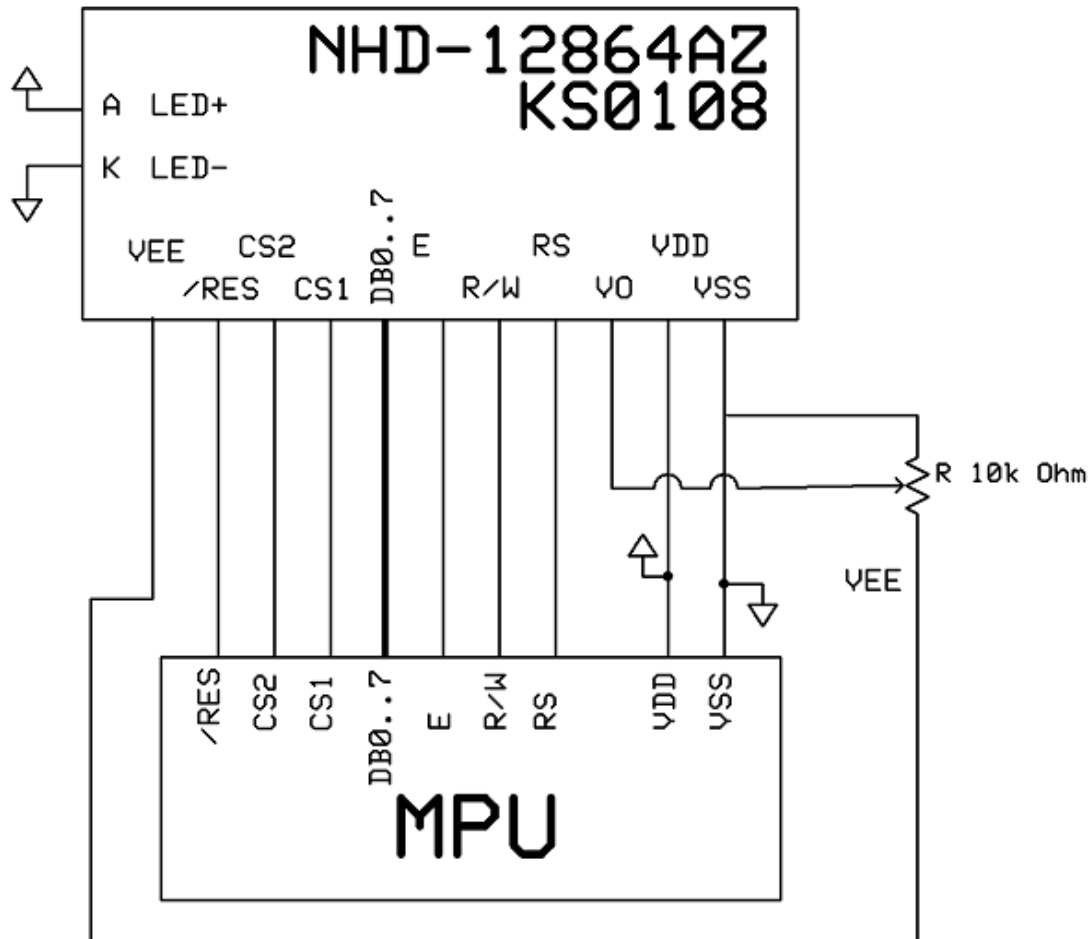 NHD-12864AZ
KS0108
A LED+
K LED-
VEE
/RES
CS2
CS1
DB0..7
E
R/W
RS
VO
VDD
VSS
R 10k Ohm
VEE
/RES
CS2
CS1
DB0..7
E
R/W
RS
VDD
VSS
MPU